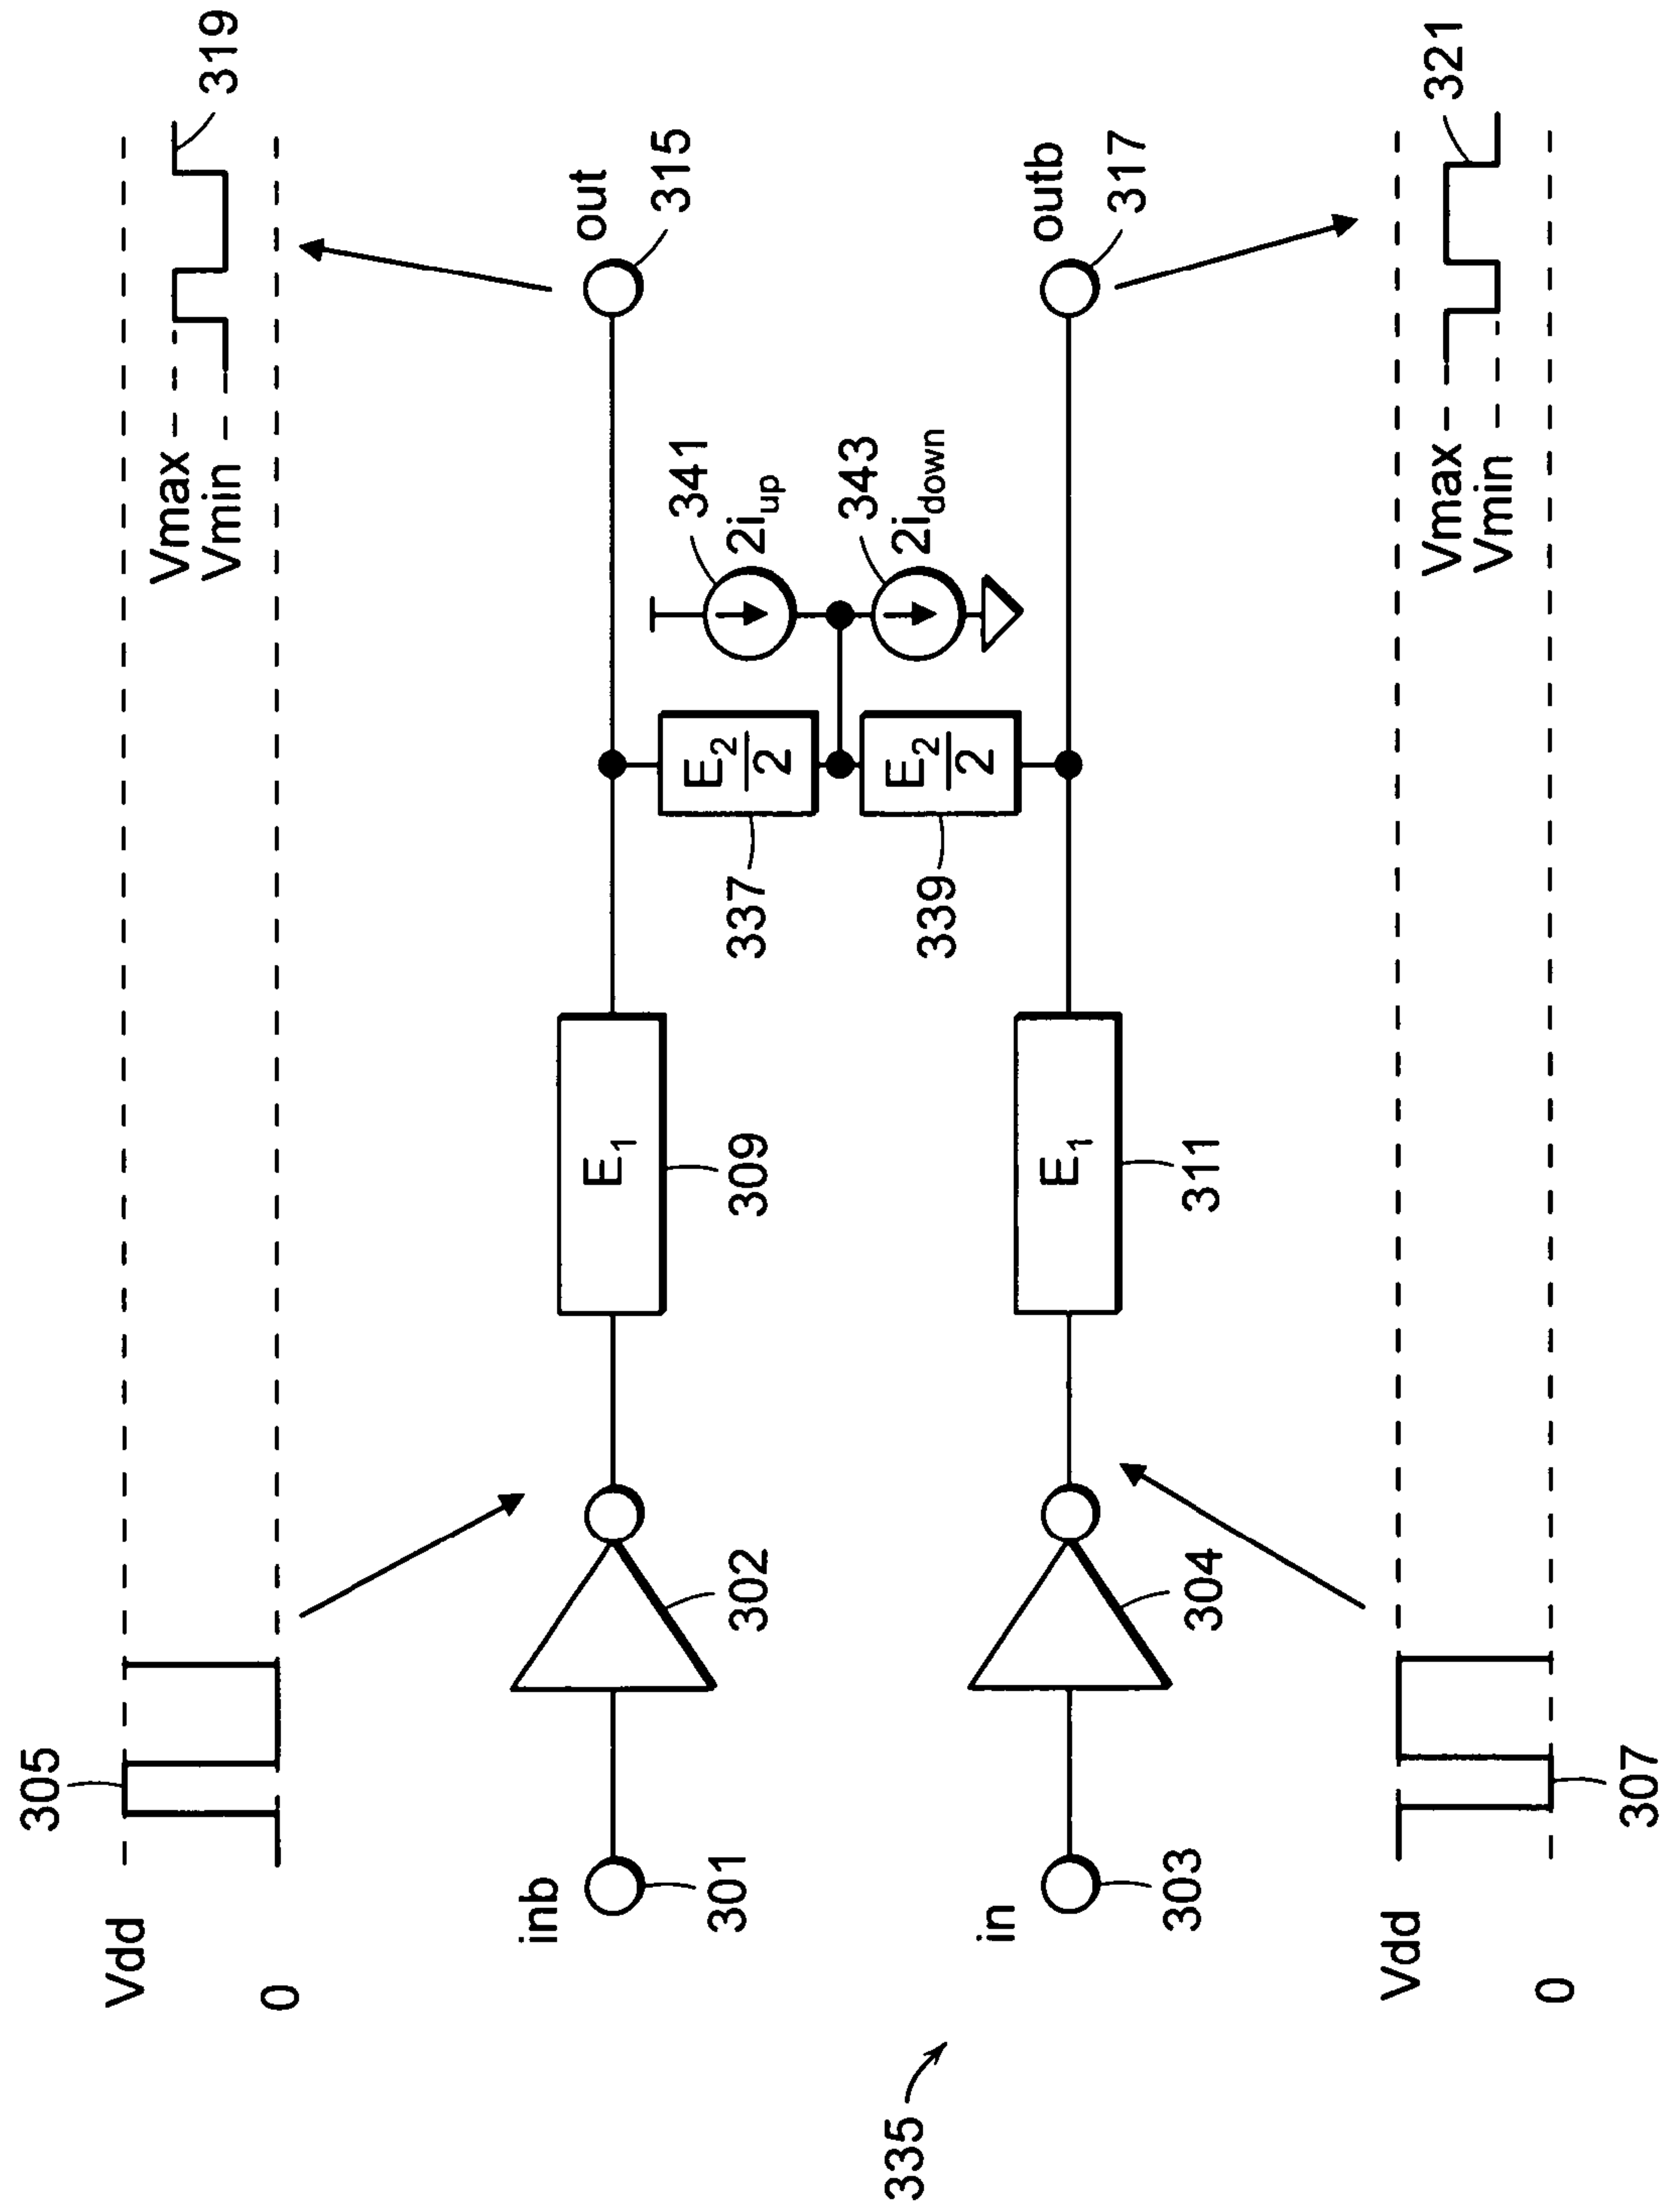 305
Vdd
0
Vmax
Vmin
319
inb
301
302
E1
309
337
E2
2
341
2iup
out
315
339
E2
2
343
2idown
in
303
304
E1
311
outb
317
Vdd
0
307
Vmax
Vmin
321
335